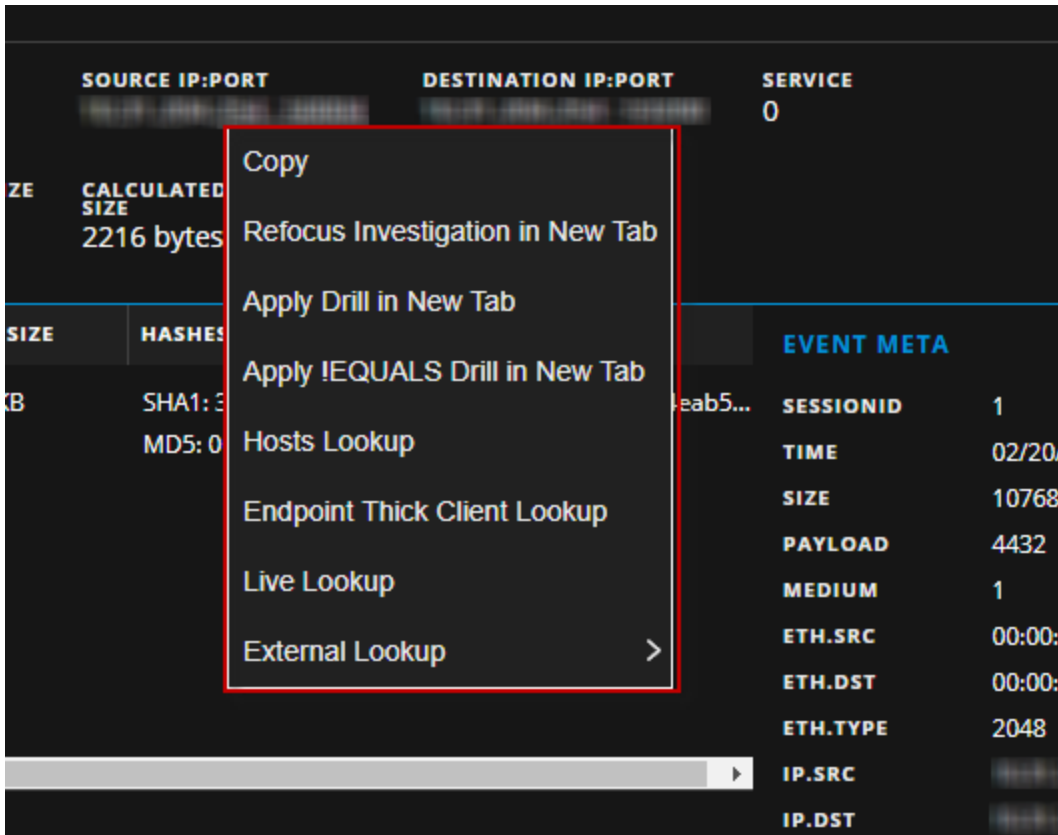 SOURCE IP:PORT DESTINATION IP:PORT SERVICE
0
ZE CALCULATED
SIZE
2216 bytes
Copy
Refocus Investigation in New Tab
Apply Drill in New Tab
Apply !EQUALS Drill in New Tab
Hosts Lookup
Endpoint Thick Client Lookup
Live Lookup
External Lookup
SIZE HASHES
KB SHA1: 3 4eab5...
MD5: 0
EVENT META
SESSIONID 1
TIME 02/20/
SIZE 10768
PAYLOAD 4432
MEDIUM 1
ETH.SRC 00:00:
ETH.DST 00:00:
ETH.TYPE 2048
IP.SRC
IP.DST